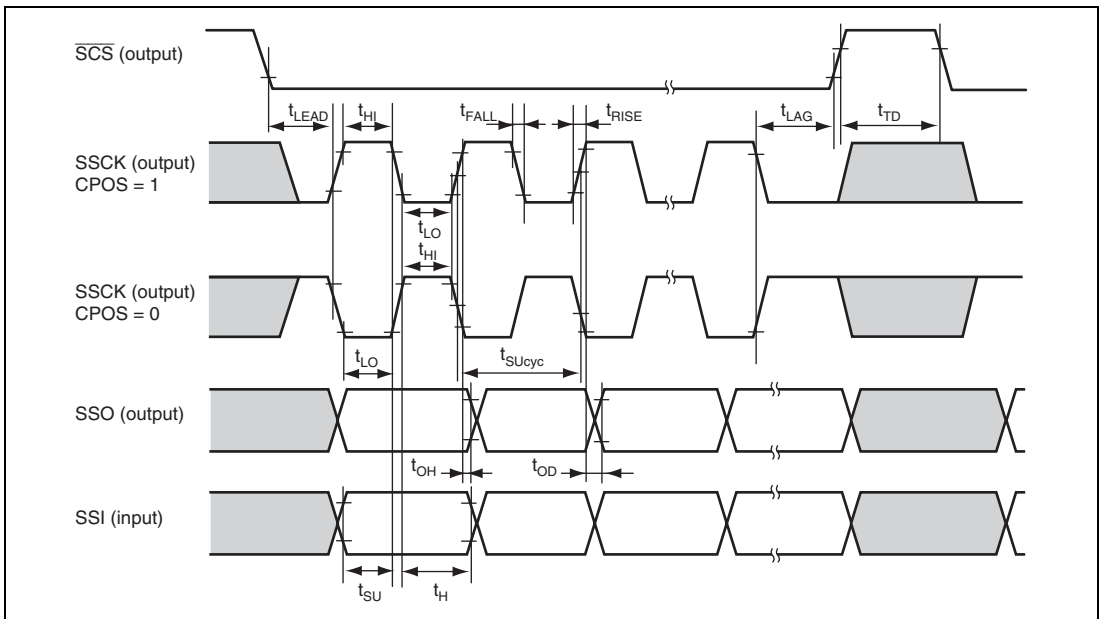 SCS (output)
tLEAD tHI tFALL tRISE tLAG tTD
SSCK (output)
CPOS = 1
tLO
tHI
SSCK (output)
CPOS = 0
tLO tSUcyc
SSO (output)
tOH tOD
SSI (input)
tSU tH